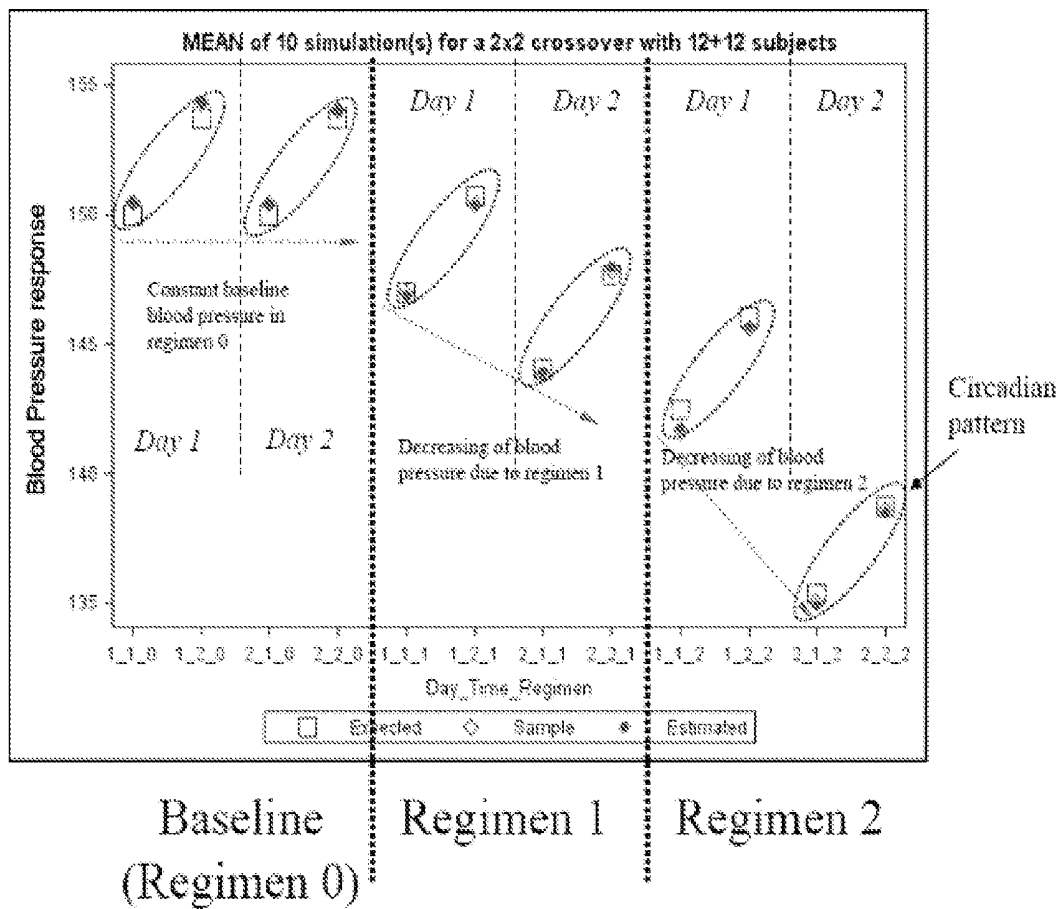 MEAN of 10 simulation(s) for a 2x2 crossover with 12+12 subjects
Blood Pressure response
155
150
145
140
135
Day 1
Day 2
Day 1
Day 2
Constant baseline
blood pressure in
regimen 0
Day 1
Day 2
Decreasing of blood
pressure due to regimen 1
Decreasing of blood
pressure due to regimen 2
Circadian
pattern
1_1_0
1_2_0
2_1_0
2_2_0
1_1_1
1_2_1
2_1_1
2_2_1
1_1_2
1_2_2
2_1_2
2_2_2
Day_Time_Regimen
Expected
Sample
Estimated
Baseline
(Regimen 0)
Regimen 1
Regimen 2